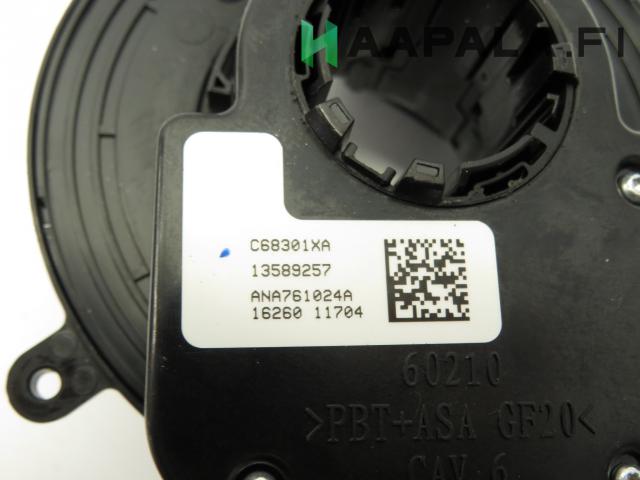 HAAPALA.FI
C68301XA
13589257
ANA761024A
16260 11704
60210
>PBT+ASA GF20<
CAV 6